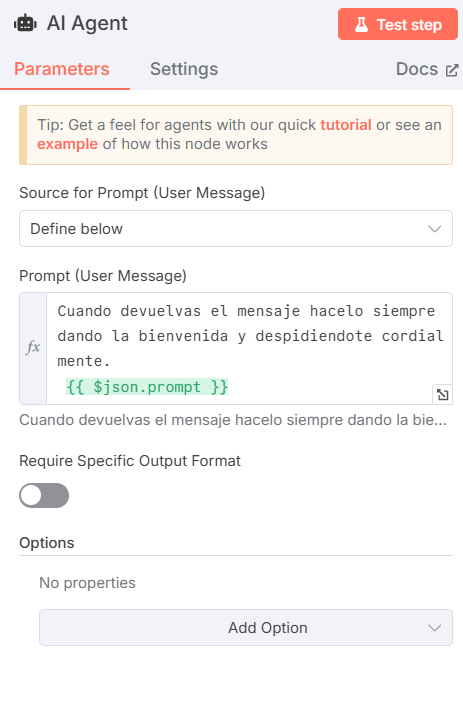 AI Agent
Test step
Parameters
Settings
Docs
Tip: Get a feel for agents with our quick tutorial or see an
example of how this node works
Source for Prompt (User Message)
Define below
Prompt (User Message)
fx
Cuando devuelvas el mensaje hacelo siempre
dando la bienvenida y despidiendote cordial
mente.
{{ $json.prompt }}
Cuando devuelvas el mensaje hacelo siempre dando la bie...
Require Specific Output Format
Options
No properties
Add Option